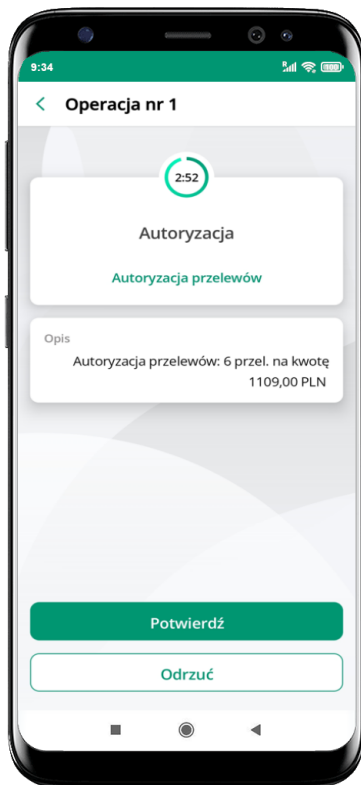 9:34
Operacja nr 1
2:52
Autoryzacja
Autoryzacja przelewów
Opis
Autoryzacja przelewów: 6 przel. na kwotę
1109,00 PLN
Potwierdź
Odrzuć